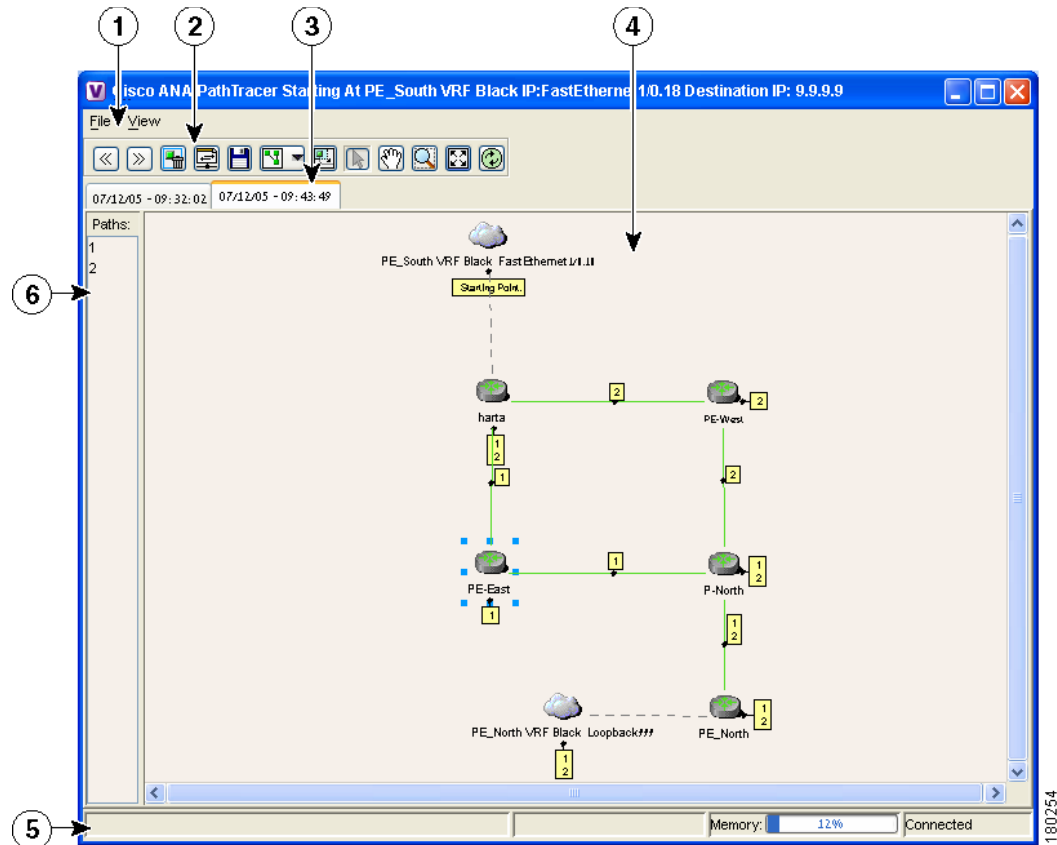 1
2
3
4
Cisco ANA PathTracer Starting At PE_South VRF Black IP:FastEthernet1/0.18 Destination IP: 9.9.9.9
File View
07/12/05 - 09:32:02
07/12/05 - 09:43:49
Paths:
1
2
6
PE_South VRF Black FastEthernet1/0.18
Starting Point.
harta
2
PE-West
2
1
2
1
2
PE-East
1
1
P-North
1
2
1
2
PE_North VRF Black Loopback
1
2
PE_North
1
2
5
Memory:
12%
Connected
180254